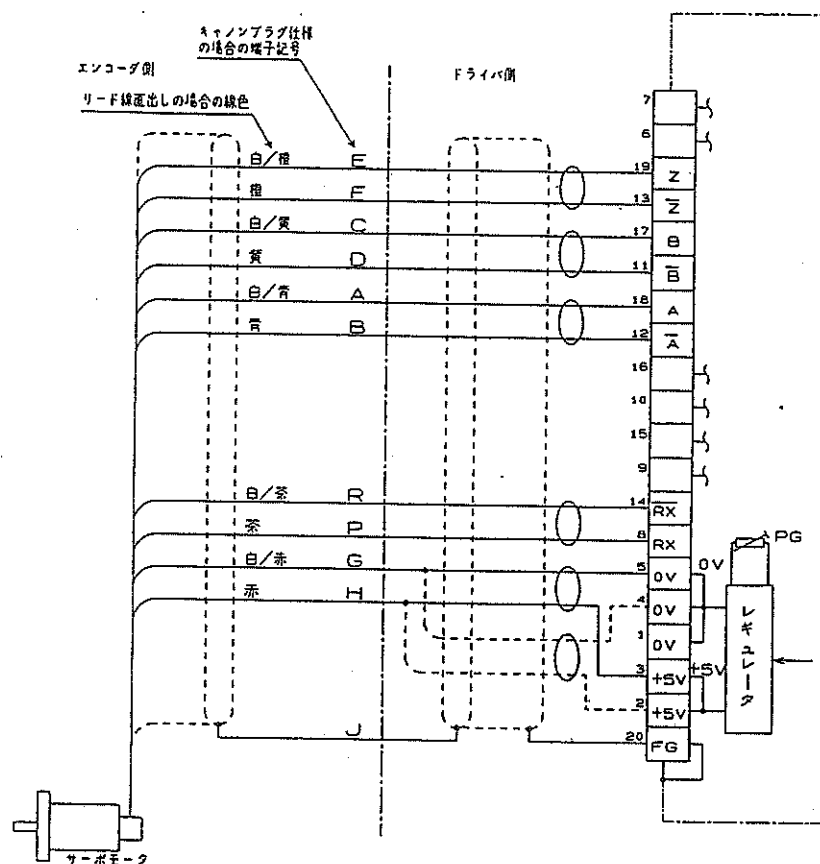 キャノンプラグ仕様
の場合の端子記号
エンコーダ側
ドライバ側
リード線直出しの場合の線色
7
6
白/橙 E 19 Z
橙 F 13 Z̅
白/黄 C 17 B
黄 D 11 B̅
白/青 A 18 A
青 B 12 A̅
16
10
15
9
白/茶 R 14 R̅X̅
茶 P 8 RX
白/赤 G 5 0V
赤 H 4 0V
1 0V
3 +5V
2 +5V
J 20 FG
0V
PG
+5V
レギュレータ
サーボモータ